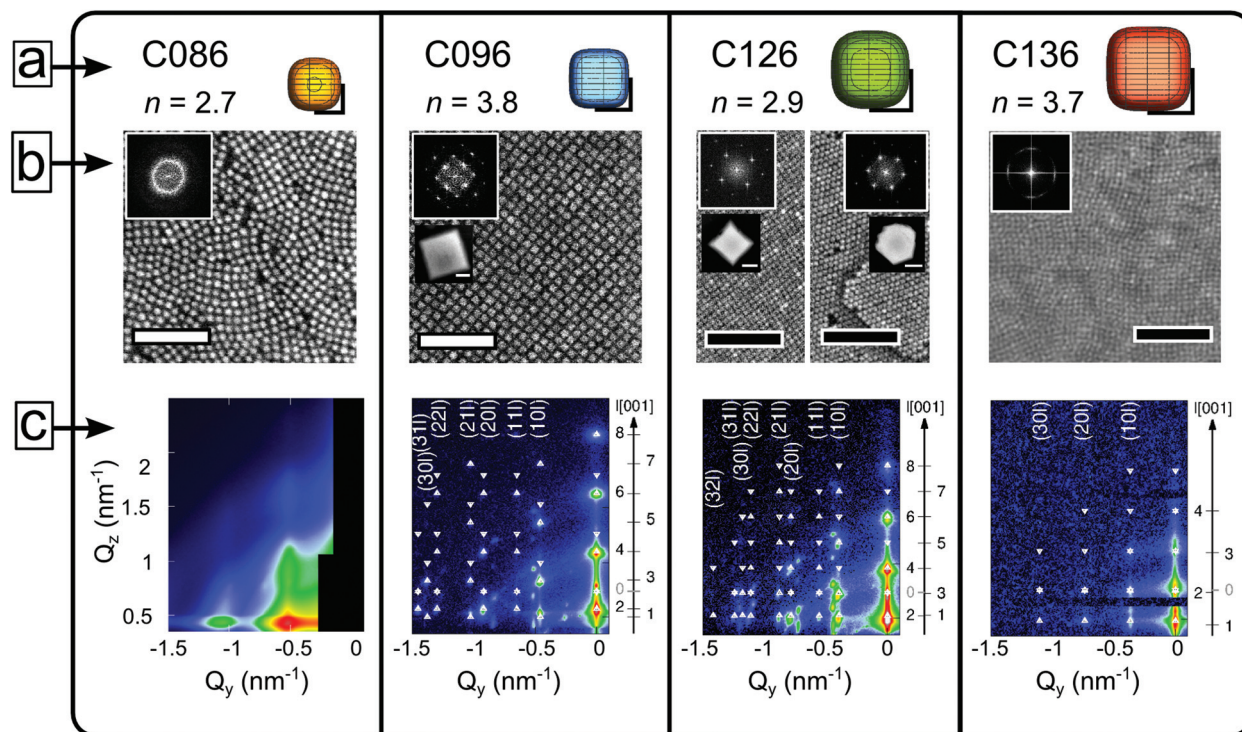 a
C086
n = 2.7
C096
n = 3.8
C126
n = 2.9
C136
n = 3.7
b
c
Qz (nm-1)
2
1.5
1
0.5
-1.5 -1 -0.5 0
Qy (nm-1)
(30l) (31l) (22l) (21l) (20l) (11l) (10l)
l[001]
8
7
6
5
4
3
0
2
1
-1.5 -1 -0.5 0
Qy (nm-1)
(32l) (31l) (30l) (22l) (21l) (20l) (11l) (10l)
l[001]
8
7
6
5
4
0 3
2 1
-1.5 -1 -0.5 0
Qy (nm-1)
(30l) (20l) (10l)
l[001]
4
3
2 0
1
-1.5 -1 -0.5 0
Qy (nm-1)